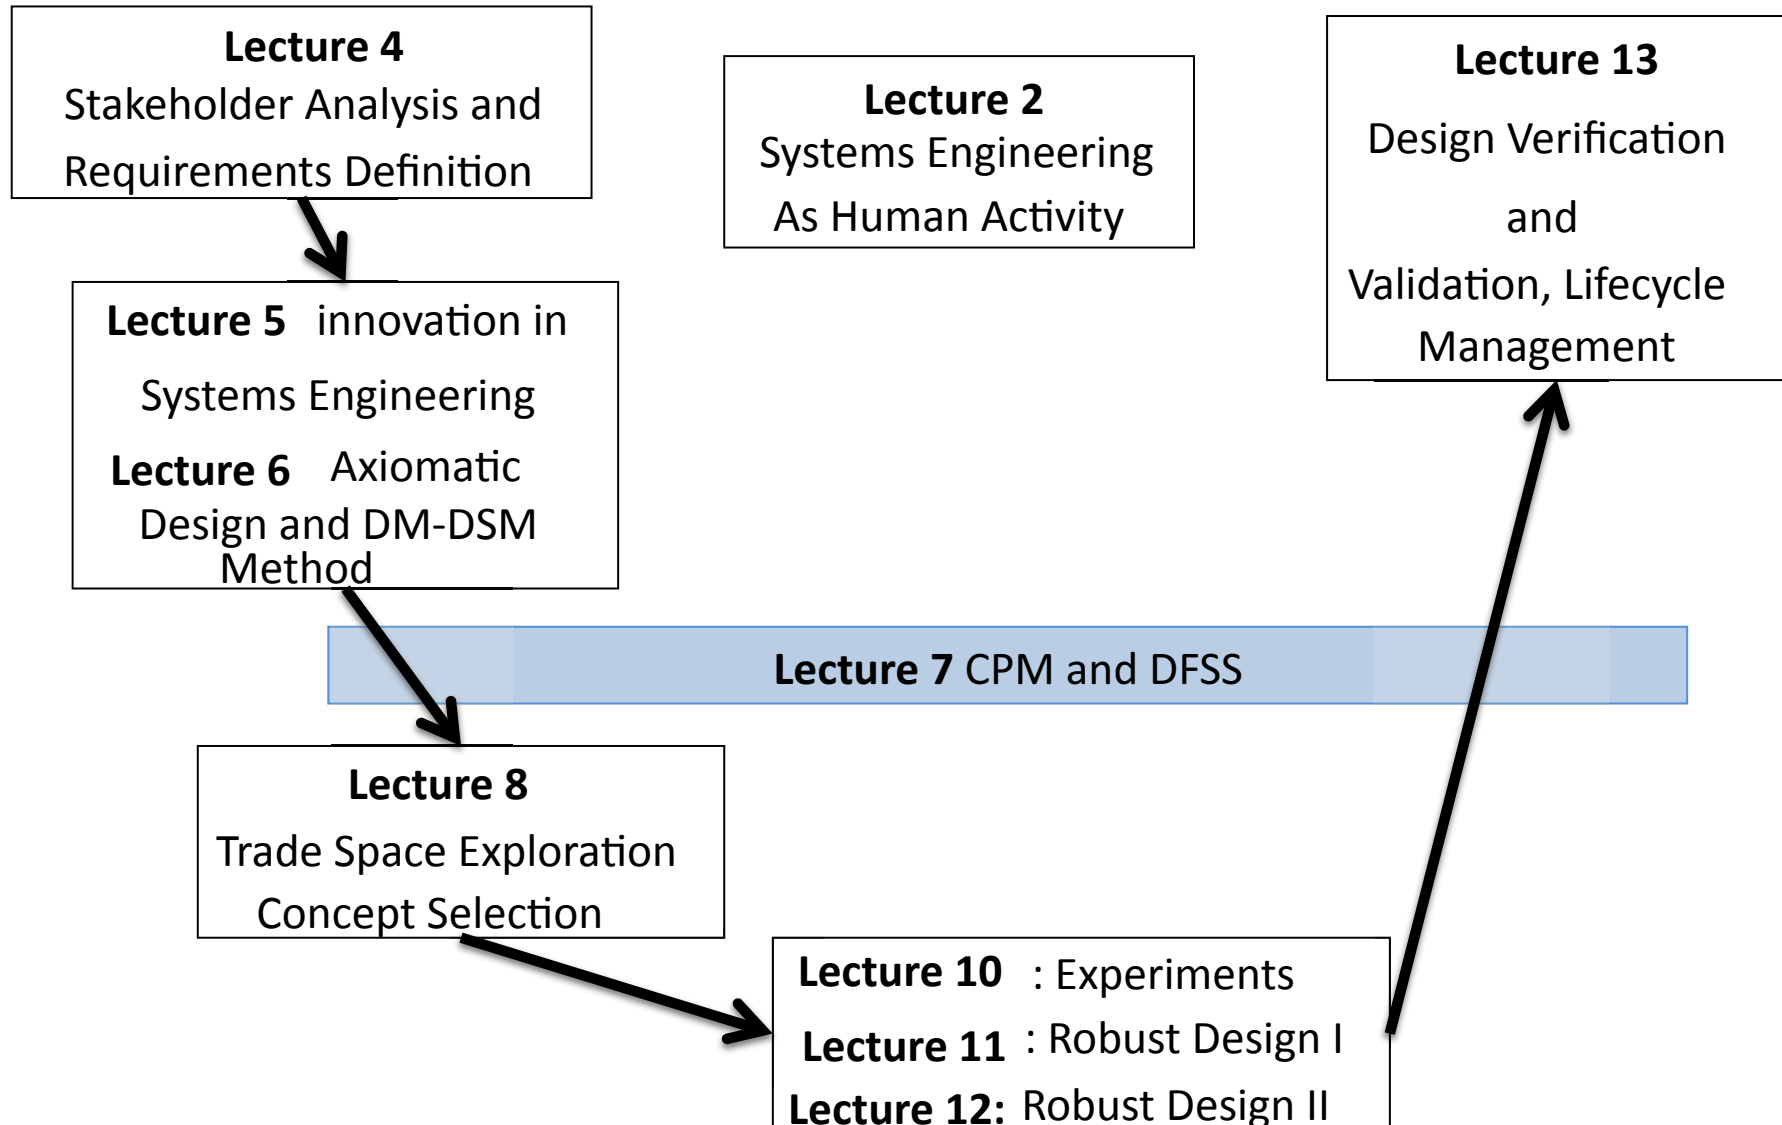 Lecture 4
Stakeholder Analysis and
Requirements Definition
Lecture 2
Systems Engineering
As Human Activity
Lecture 13
Design Verification
and
Validation, Lifecycle
Management
Lecture 5 innovation in
Systems Engineering
Lecture 6 Axiomatic
Design and DM-DSM
Method
Lecture 7 CPM and DFSS
Lecture 8
Trade Space Exploration
Concept Selection
Lecture 10 : Experiments
Lecture 11 : Robust Design I
Lecture 12: Robust Design II